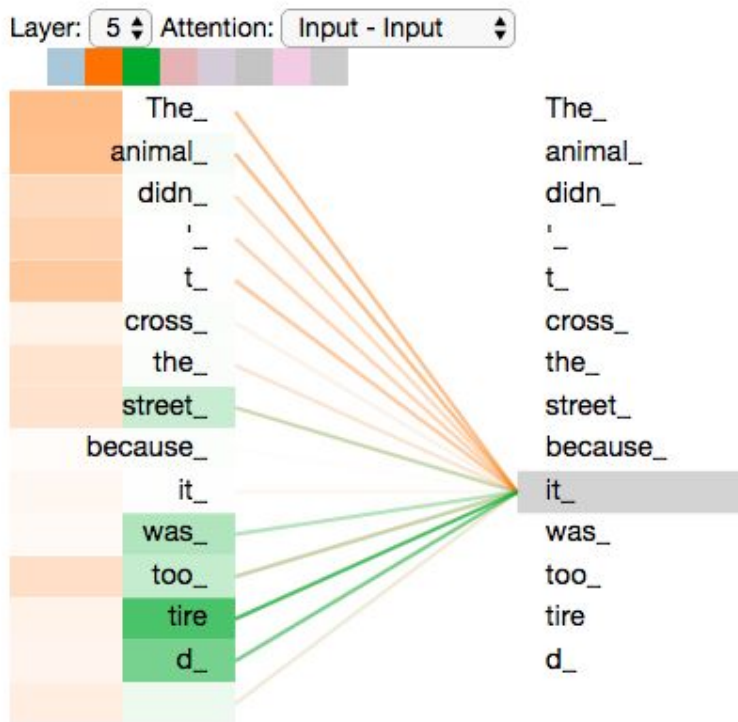 Layer: 5 Attention: Input - Input
The_ The_
animal_ animal_
didn_ didn_
'_ '_
t_ t_
cross_ cross_
the_ the_
street_ street_
because_ because_
it_ it_
was_ was_
too_ too_
tire tire
d_ d_